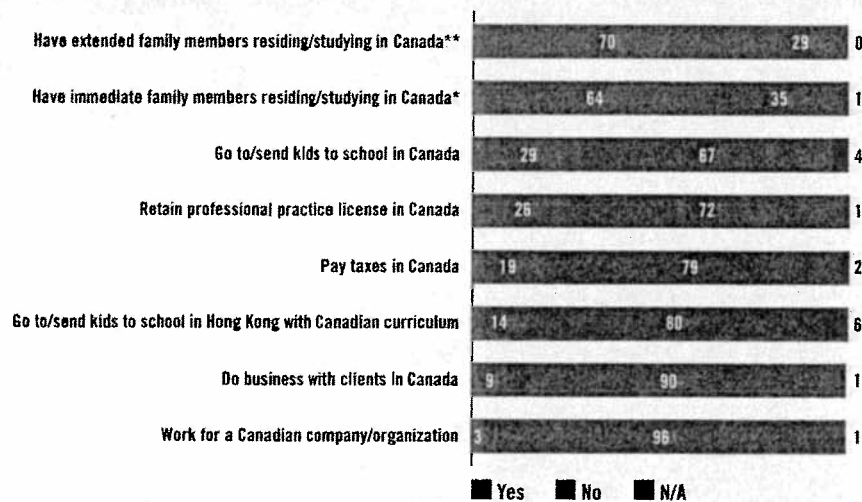 Have extended family members residing/studying in Canada** 70 29 0
Have immediate family members residing/studying in Canada* 64 35 1
Go to/send kids to school in Canada 29 67 4
Retain professional practice license in Canada 26 72 1
Pay taxes in Canada 19 79 2
Go to/send kids to school in Hong Kong with Canadian curriculum 14 80 6
Do business with clients in Canada 9 90 1
Work for a Canadian company/organization 3 96 1
Yes No N/A